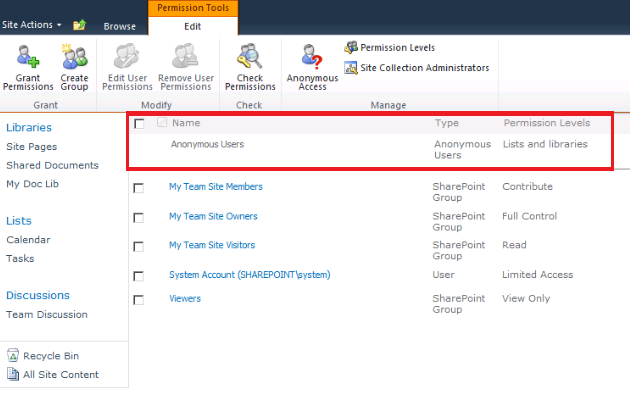 Permission Tools
Site Actions Browse Edit
Grant Permissions
Create Group
Edit User Permissions
Remove User Permissions
Check Permissions
Anonymous Access
Permission Levels
Site Collection Administrators
Grant Modify Check Manage
Libraries
Site Pages
Shared Documents
My Doc Lib
Lists
Calendar
Tasks
Discussions
Team Discussion
Recycle Bin
All Site Content
Name Type Permission Levels
Anonymous Users Anonymous Users Lists and libraries
My Team Site Members SharePoint Group Contribute
My Team Site Owners SharePoint Group Full Control
My Team Site Visitors SharePoint Group Read
System Account (SHAREPOINT\system) User Limited Access
Viewers SharePoint Group View Only